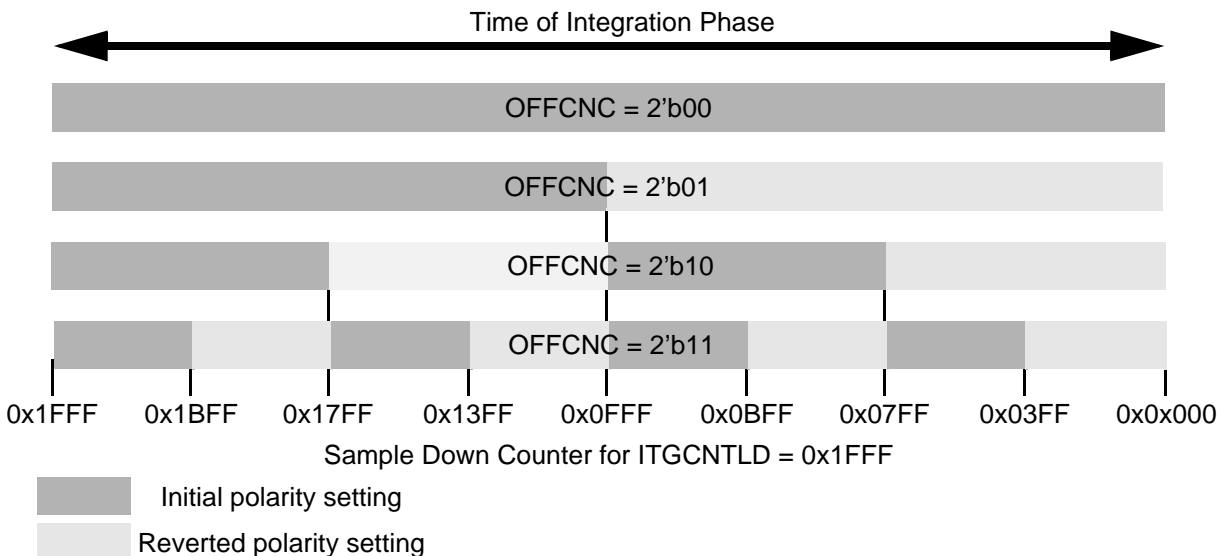 Time of Integration Phase
OFFCNC = 2’b00
OFFCNC = 2’b01
OFFCNC = 2’b10
OFFCNC = 2’b11
0x1FFF 0x1BFF 0x17FF 0x13FF 0x0FFF 0x0BFF 0x07FF 0x03FF 0x0x000
Sample Down Counter for ITGCNTLD = 0x1FFF
Initial polarity setting
Reverted polarity setting